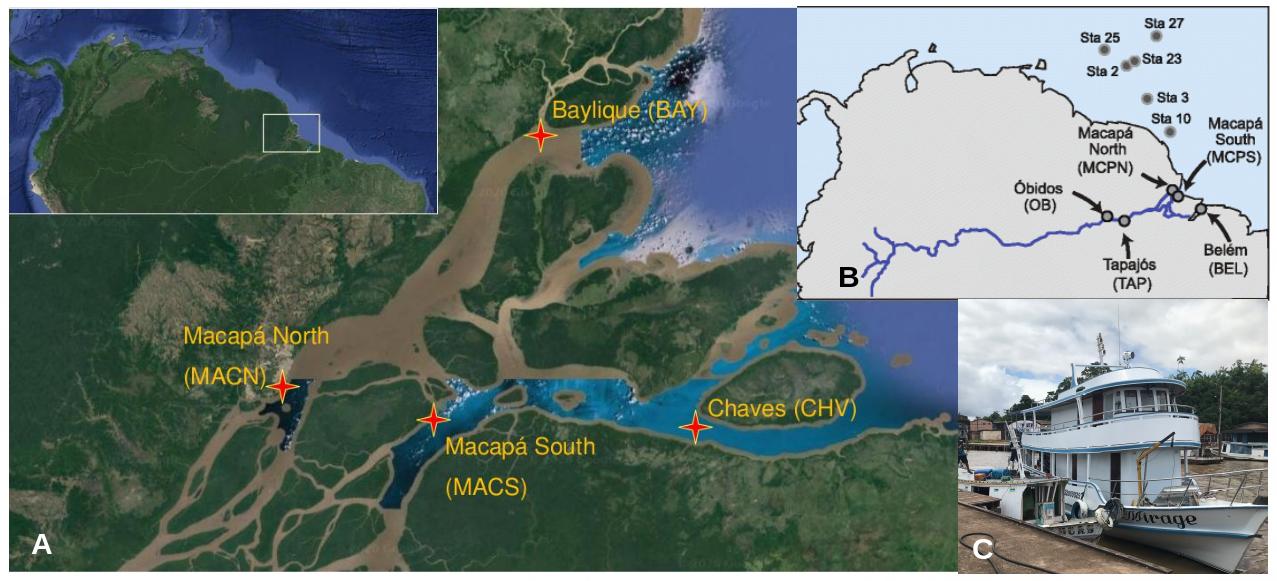 Baylique (BAY)
Macapá North
(MACN)
Macapá South
(MACS)
Chaves (CHV)
A
Sta 27
Sta 25
Sta 23
Sta 2
Sta 3
Sta 10
Macapá
North
(MCPN)
Macapá
South
(MCPS)
Óbidos
(OB)
Tapajós
(TAP)
Belém
(BEL)
B
Mirage
C